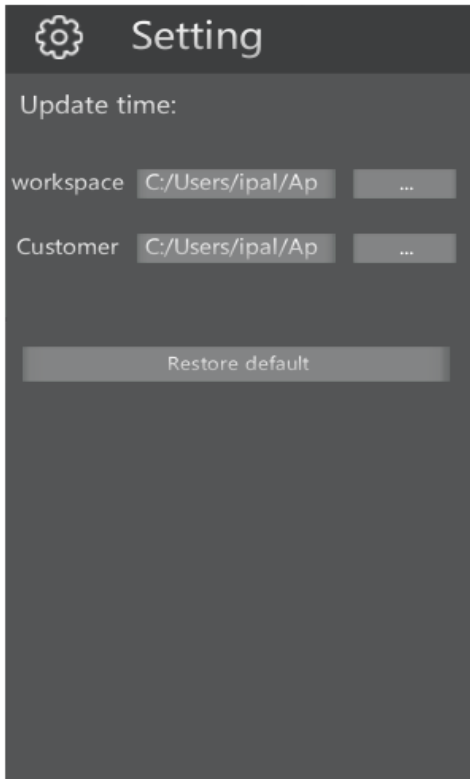 Setting
Update time:
workspace C:/Users/ipal/Ap ...
Customer C:/Users/ipal/Ap ...
Restore default